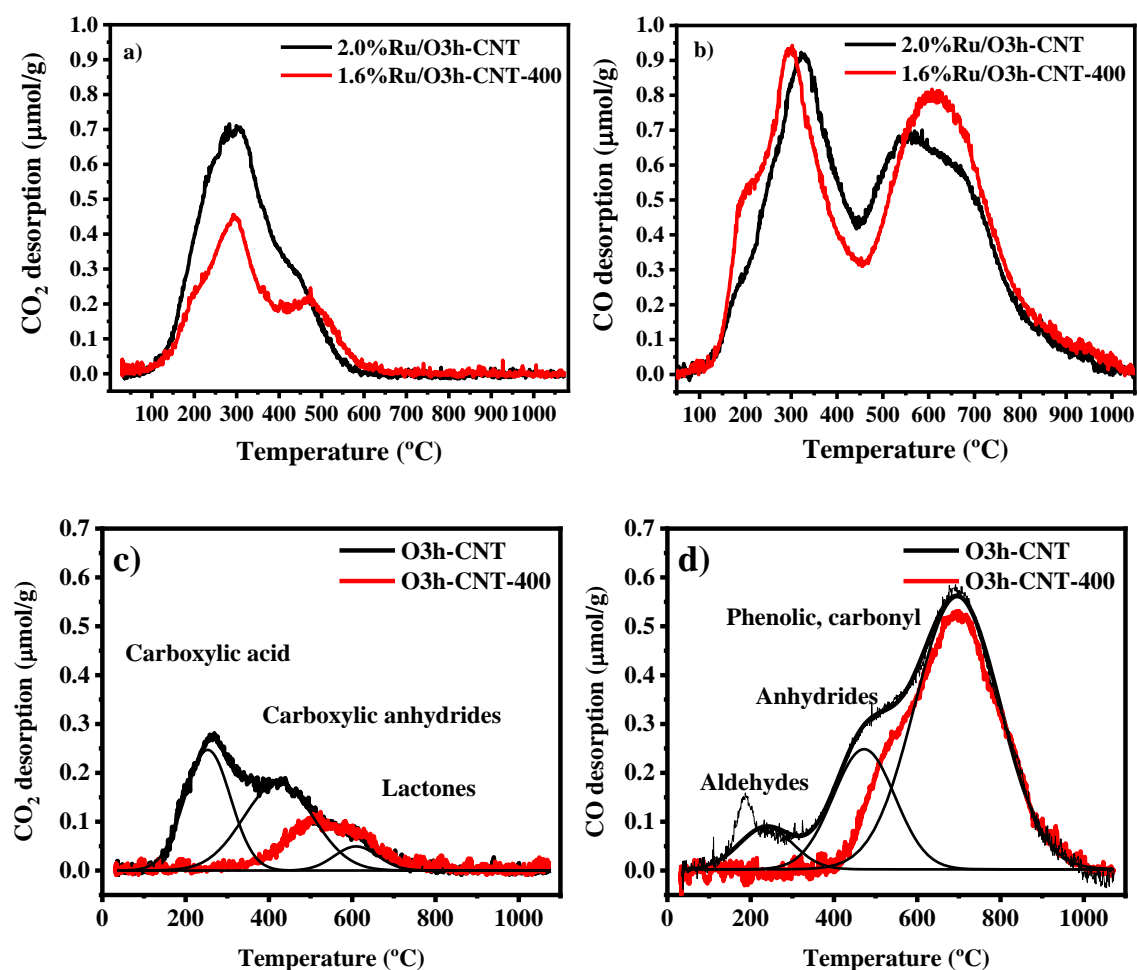 a)
2.0%Ru/O3h-CNT
1.6%Ru/O3h-CNT-400
1.0
0.9
0.8
0.7
0.6
0.5
0.4
0.3
0.2
0.1
0.0
CO₂ desorption (μmol/g)
100 200 300 400 500 600 700 800 900 1000
Temperature (ºC)
b)
2.0%Ru/O3h-CNT
1.6%Ru/O3h-CNT-400
1.0
0.9
0.8
0.7
0.6
0.5
0.4
0.3
0.2
0.1
0.0
CO desorption (μmol/g)
100 200 300 400 500 600 700 800 900 1000
Temperature (ºC)
c)
O3h-CNT
O3h-CNT-400
Carboxylic acid
Carboxylic anhydrides
Lactones
0.7
0.6
0.5
0.4
0.3
0.2
0.1
0.0
CO₂ desorption (μmol/g)
0 200 400 600 800 1000
Temperature (ºC)
d)
O3h-CNT
O3h-CNT-400
Phenolic, carbonyl
Anhydrides
Aldehydes
0.7
0.6
0.5
0.4
0.3
0.2
0.1
0.0
CO desorption (μmol/g)
0 200 400 600 800 1000
Temperature (ºC)